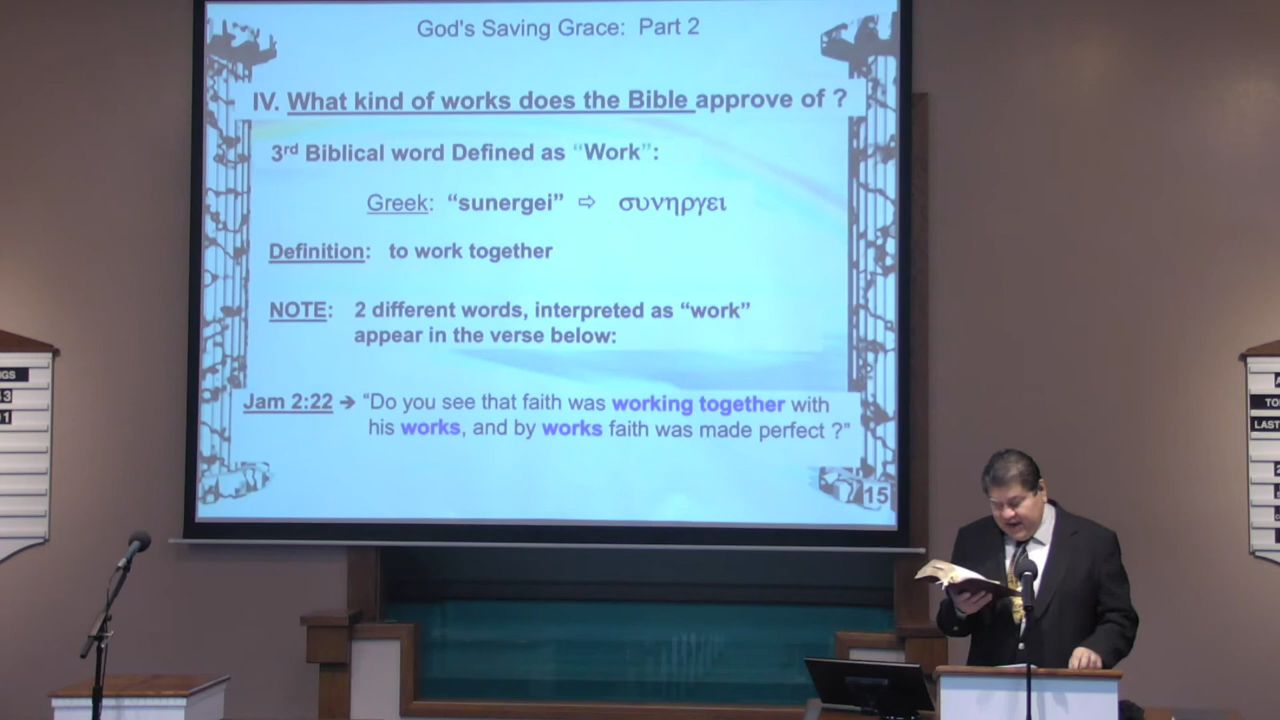 God's Saving Grace: Part 2
IV. What kind of works does the Bible approve of ?
3rd Biblical word Defined as “Work”:
Greek: “sunergei” ⇨ συνηργει
Definition: to work together
NOTE: 2 different words, interpreted as “work”
appear in the verse below:
Jam 2:22 → “Do you see that faith was working together with
his works, and by works faith was made perfect ?”
15
LAST